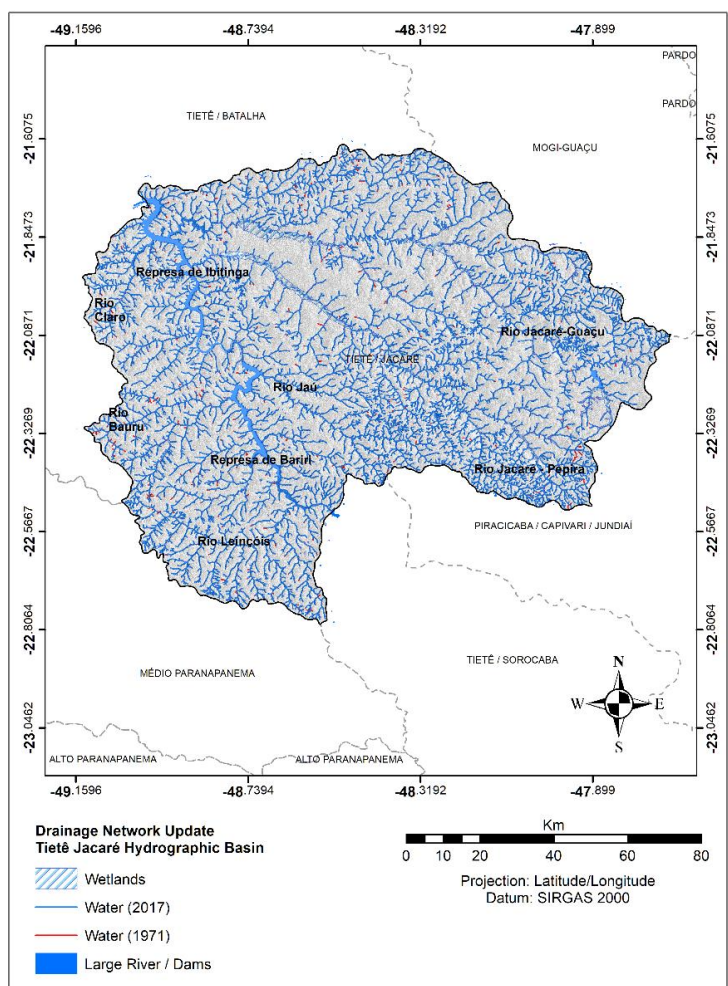 -49.1596
-48.7394
-48.3192
-47.899
PARDO
PARDO
TIETÊ / BATALHA
MOGI-GUAÇU
-21.6075
-21.6075
-21.8473
-21.8473
Represa de Ibitinga
Rio
Claro
-22.0871
-22.0871
Rio Jacaré-Guaçu
TIETÊ / JACARÉ
Rio Jaú
Rio
Bauru
-22.3269
-22.3269
Represa de Bariri
Rio Jacaré - Pepira
-22.5667
-22.5667
PIRACICABA / CAPIVARI / JUNDIAÍ
Rio Leinçóis
-22.8064
-22.8064
TIETÊ / SOROCABA
MÉDIO PARANAPANEMA
N
W
E
S
-23.0462
-23.0462
ALTO PARANAPANEMA
ALTO PARANAPANEMA
-49.1596
-48.7394
-48.3192
-47.899
Drainage Network Update
Tietê Jacaré Hydrographic Basin
Wetlands
Water (2017)
Water (1971)
Large River / Dams
Km
0 10 20 40 60 80
Projection: Latitude/Longitude
Datum: SIRGAS 2000